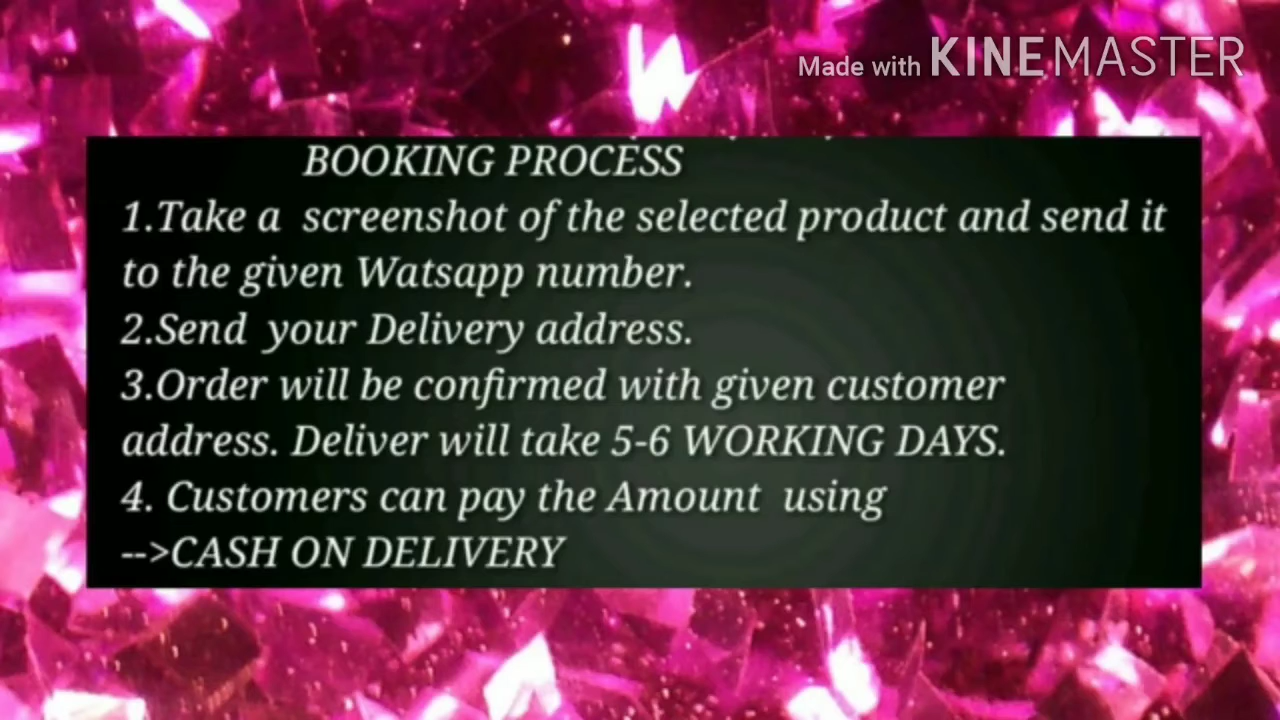 Made with KINEMASTER
BOOKING PROCESS
1.Take a screenshot of the selected product and send it
to the given Watsapp number.
2.Send your Delivery address.
3.Order will be confirmed with given customer
address. Deliver will take 5-6 WORKING DAYS.
4. Customers can pay the Amount using
-->CASH ON DELIVERY